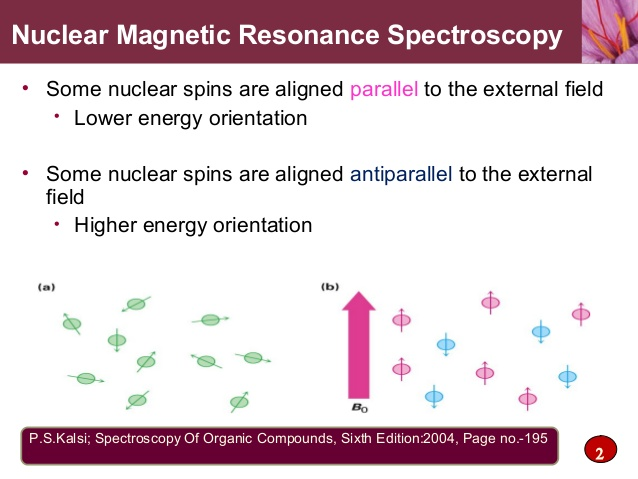 Nuclear Magnetic Resonance Spectroscopy
• Some nuclear spins are aligned parallel to the external field
• Lower energy orientation
• Some nuclear spins are aligned antiparallel to the external
field
• Higher energy orientation
(a)
(b)
B0
P.S.Kalsi; Spectroscopy Of Organic Compounds, Sixth Edition:2004, Page no.-195
2